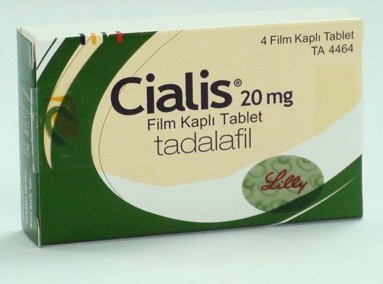 4 Film Kaplı Tablet
TA 4464
Cialis® 20 mg
Film Kaplı Tablet
tadalafil
Lilly